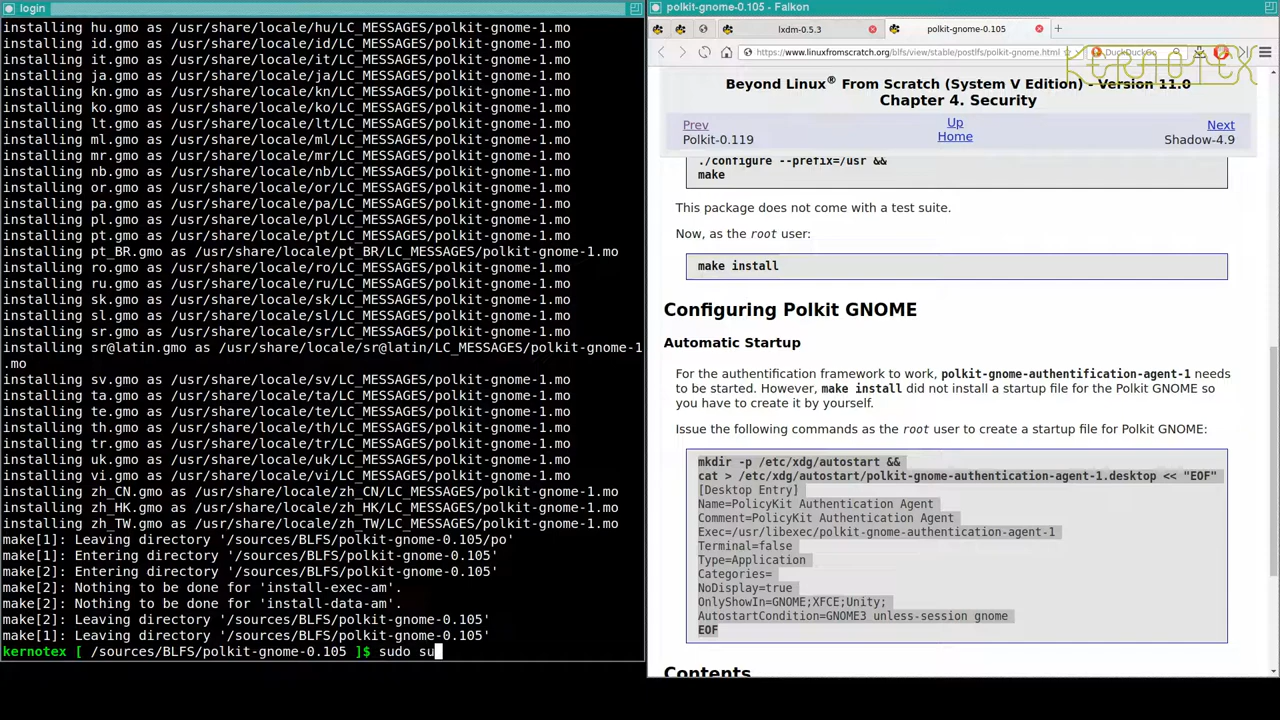 login
installing hu.gmo as /usr/share/locale/hu/LC_MESSAGES/polkit-gnome-1.mo
installing id.gmo as /usr/share/locale/id/LC_MESSAGES/polkit-gnome-1.mo
installing it.gmo as /usr/share/locale/it/LC_MESSAGES/polkit-gnome-1.mo
installing ja.gmo as /usr/share/locale/ja/LC_MESSAGES/polkit-gnome-1.mo
installing kn.gmo as /usr/share/locale/kn/LC_MESSAGES/polkit-gnome-1.mo
installing ko.gmo as /usr/share/locale/ko/LC_MESSAGES/polkit-gnome-1.mo
installing lt.gmo as /usr/share/locale/lt/LC_MESSAGES/polkit-gnome-1.mo
installing ml.gmo as /usr/share/locale/ml/LC_MESSAGES/polkit-gnome-1.mo
installing mr.gmo as /usr/share/locale/mr/LC_MESSAGES/polkit-gnome-1.mo
installing nb.gmo as /usr/share/locale/nb/LC_MESSAGES/polkit-gnome-1.mo
installing or.gmo as /usr/share/locale/or/LC_MESSAGES/polkit-gnome-1.mo
installing pa.gmo as /usr/share/locale/pa/LC_MESSAGES/polkit-gnome-1.mo
installing pl.gmo as /usr/share/locale/pl/LC_MESSAGES/polkit-gnome-1.mo
installing pt.gmo as /usr/share/locale/pt/LC_MESSAGES/polkit-gnome-1.mo
installing pt_BR.gmo as /usr/share/locale/pt_BR/LC_MESSAGES/polkit-gnome-1.mo
installing ro.gmo as /usr/share/locale/ro/LC_MESSAGES/polkit-gnome-1.mo
installing ru.gmo as /usr/share/locale/ru/LC_MESSAGES/polkit-gnome-1.mo
installing sk.gmo as /usr/share/locale/sk/LC_MESSAGES/polkit-gnome-1.mo
installing sl.gmo as /usr/share/locale/sl/LC_MESSAGES/polkit-gnome-1.mo
installing sr.gmo as /usr/share/locale/sr/LC_MESSAGES/polkit-gnome-1.mo
installing sr@latin.gmo as /usr/share/locale/sr@latin/LC_MESSAGES/polkit-gnome-1
.mo
installing sv.gmo as /usr/share/locale/sv/LC_MESSAGES/polkit-gnome-1.mo
installing ta.gmo as /usr/share/locale/ta/LC_MESSAGES/polkit-gnome-1.mo
installing te.gmo as /usr/share/locale/te/LC_MESSAGES/polkit-gnome-1.mo
installing th.gmo as /usr/share/locale/th/LC_MESSAGES/polkit-gnome-1.mo
installing tr.gmo as /usr/share/locale/tr/LC_MESSAGES/polkit-gnome-1.mo
installing uk.gmo as /usr/share/locale/uk/LC_MESSAGES/polkit-gnome-1.mo
installing vi.gmo as /usr/share/locale/vi/LC_MESSAGES/polkit-gnome-1.mo
installing zh_CN.gmo as /usr/share/locale/zh_CN/LC_MESSAGES/polkit-gnome-1.mo
installing zh_HK.gmo as /usr/share/locale/zh_HK/LC_MESSAGES/polkit-gnome-1.mo
installing zh_TW.gmo as /usr/share/locale/zh_TW/LC_MESSAGES/polkit-gnome-1.mo
make[1]: Leaving directory '/sources/BLFS/polkit-gnome-0.105/po'
make[1]: Entering directory '/sources/BLFS/polkit-gnome-0.105'
make[2]: Entering directory '/sources/BLFS/polkit-gnome-0.105'
make[2]: Nothing to be done for 'install-exec-am'.
make[2]: Nothing to be done for 'install-data-am'.
make[2]: Leaving directory '/sources/BLFS/polkit-gnome-0.105'
make[1]: Leaving directory '/sources/BLFS/polkit-gnome-0.105'
kernotex [ /sources/BLFS/polkit-gnome-0.105 ]$ sudo su
polkit-gnome-0.105 - Falkon
lxdm-0.5.3
polkit-gnome-0.105
https://www.linuxfromscratch.org/blfs/view/stable/postlfs/polkit-gnome.html
DuckDuckGo
KERNOTEX
Beyond Linux® From Scratch (System V Edition) - Version 11.0
Chapter 4. Security
Prev Up Next
Polkit-0.119 Home Shadow-4.9
./configure --prefix=/usr &&
make
This package does not come with a test suite.
Now, as the root user:
make install
Configuring Polkit GNOME
Automatic Startup
For the authentification framework to work, polkit-gnome-authentification-agent-1 needs
to be started. However, make install did not install a startup file for the Polkit GNOME so
you have to create it by yourself.
Issue the following commands as the root user to create a startup file for Polkit GNOME:
mkdir -p /etc/xdg/autostart &&
cat > /etc/xdg/autostart/polkit-gnome-authentication-agent-1.desktop << "EOF"
[Desktop Entry]
Name=PolicyKit Authentication Agent
Comment=PolicyKit Authentication Agent
Exec=/usr/libexec/polkit-gnome-authentication-agent-1
Terminal=false
Type=Application
Categories=
NoDisplay=true
OnlyShowIn=GNOME;XFCE;Unity;
AutostartCondition=GNOME3 unless-session gnome
EOF
Contents